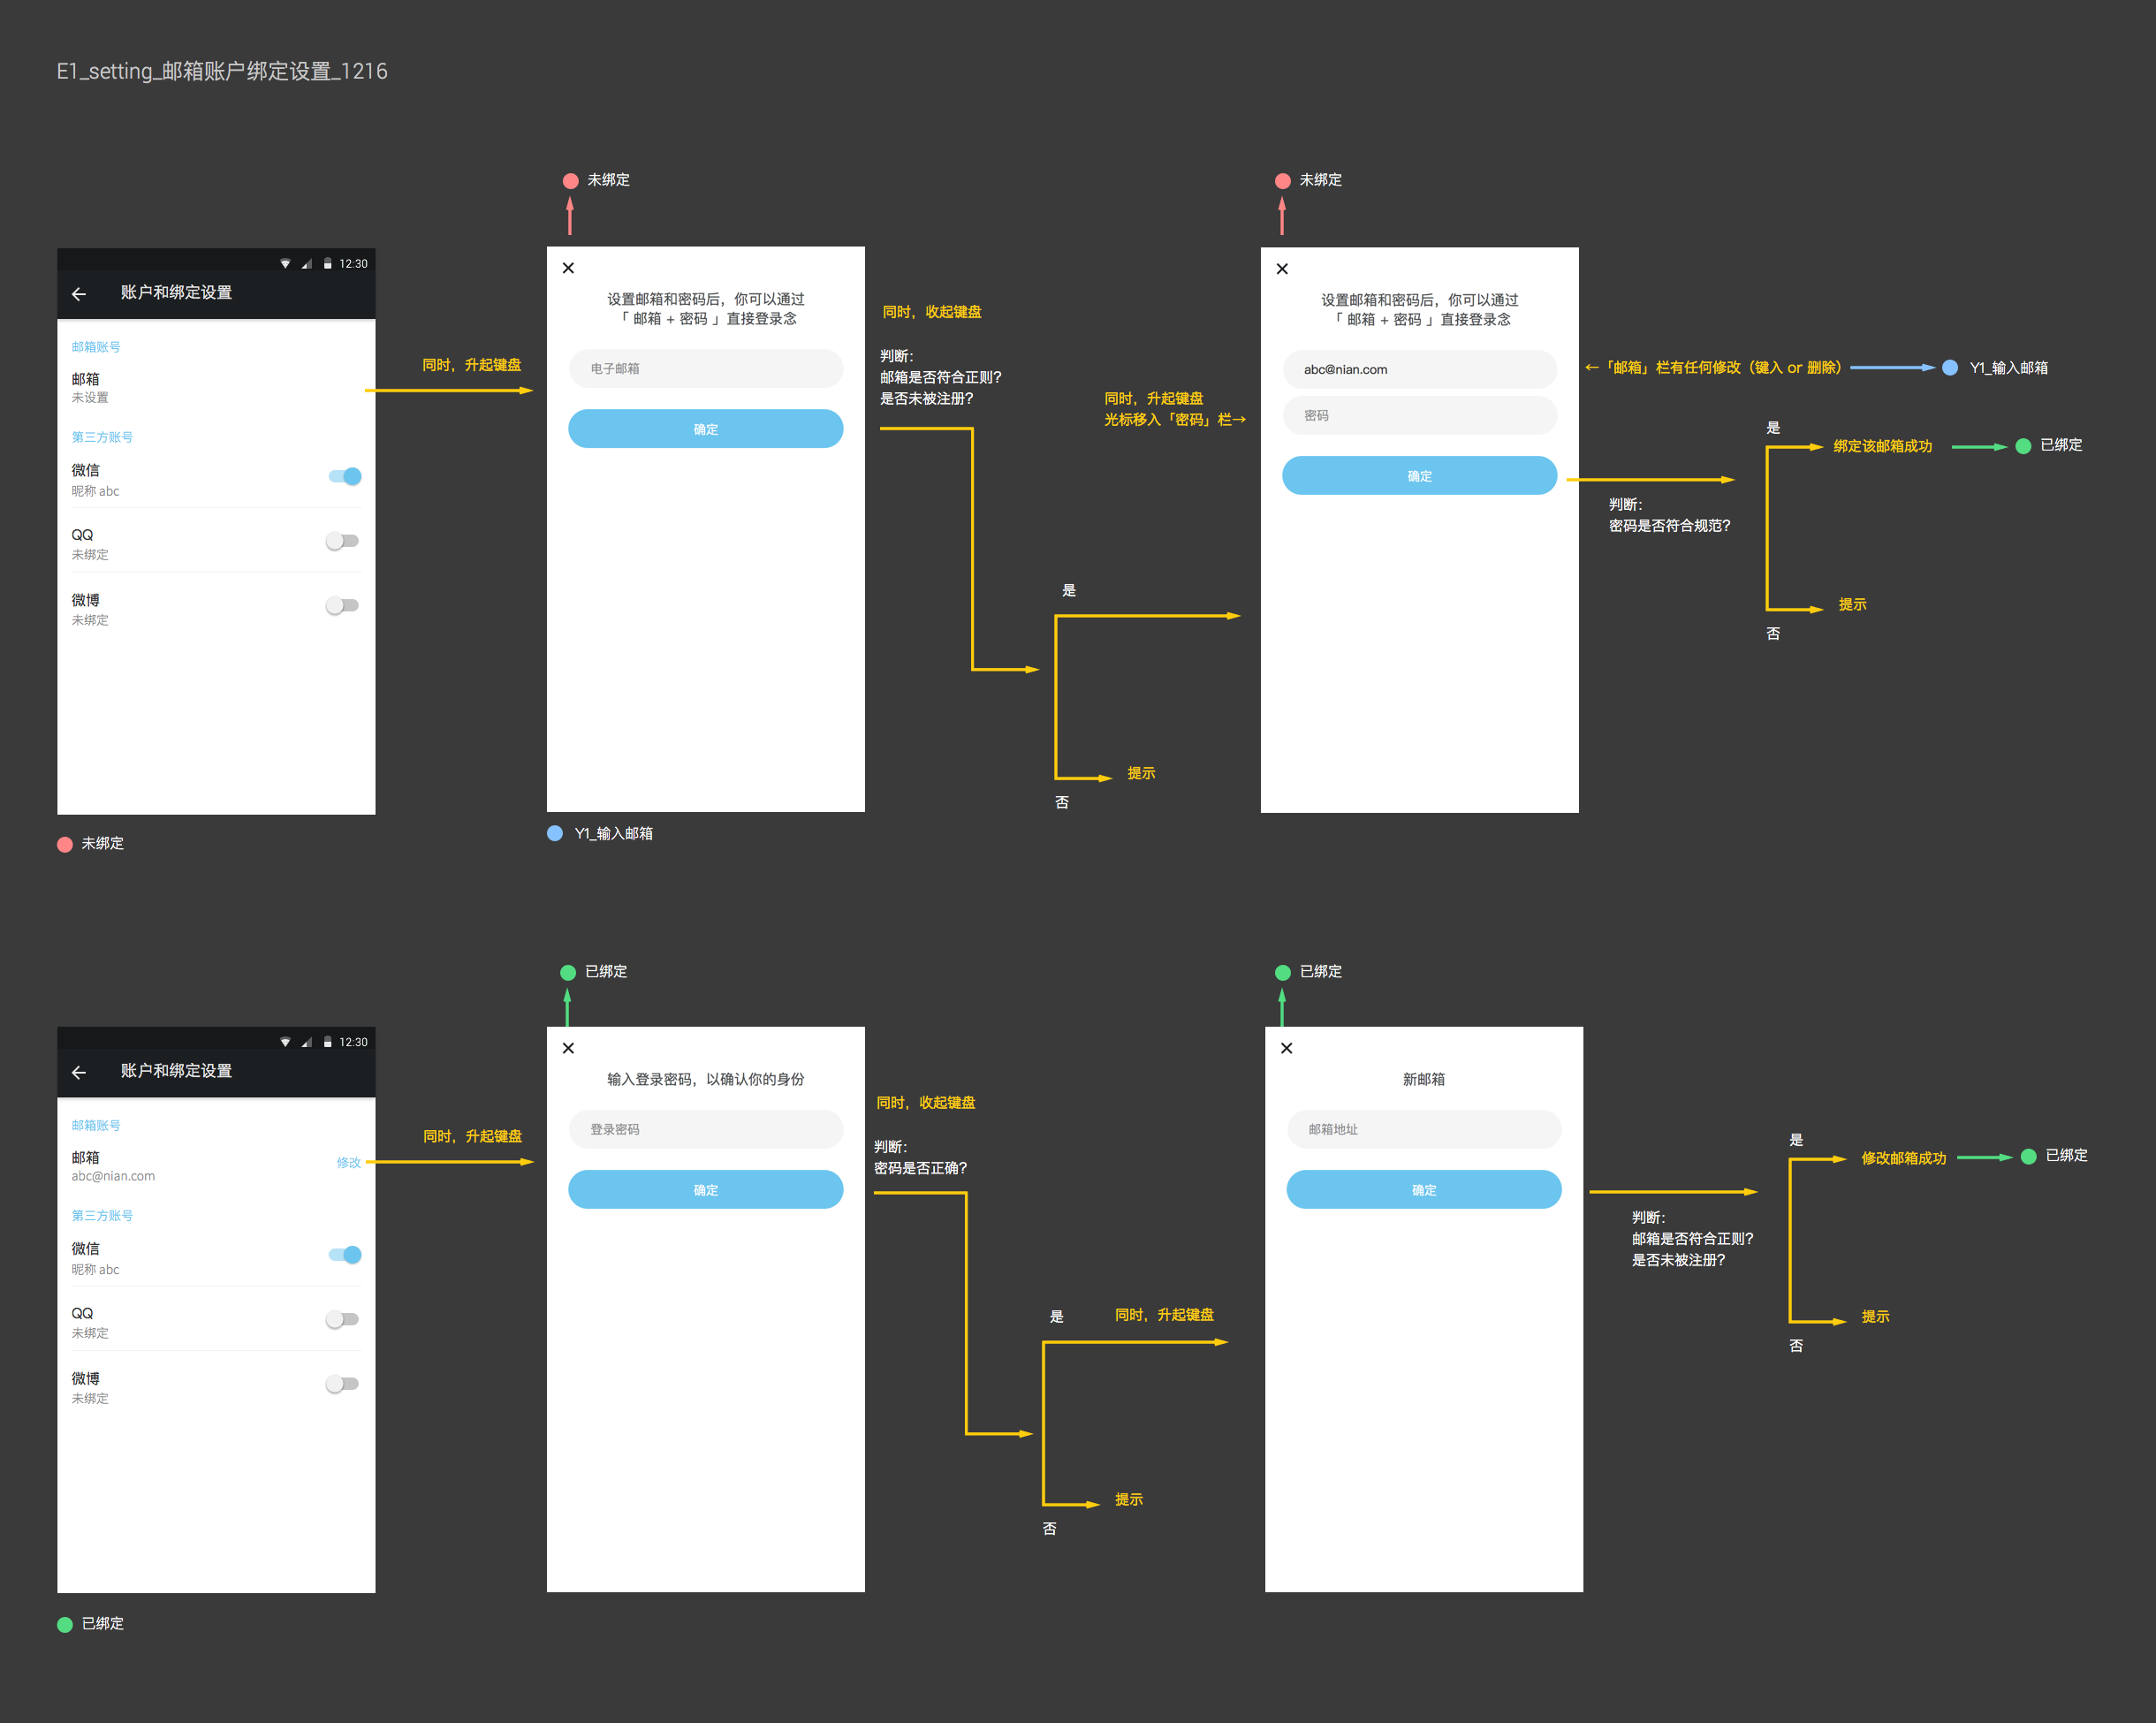 E1_setting_邮箱账户绑定设置_1216
未绑定
未绑定
12:30
账户和绑定设置
邮箱账号
邮箱
未设置
第三方账号
微信
昵称 abc
QQ
未绑定
微博
未绑定
未绑定
同时，升起键盘
设置邮箱和密码后，你可以通过
「 邮箱 + 密码 」直接登录念
电子邮箱
确定
Y1_输入邮箱
同时，收起键盘
判断：
邮箱是否符合正则？
是否未被注册？
是
否
提示
同时，升起键盘
光标移入「密码」栏→
设置邮箱和密码后，你可以通过
「 邮箱 + 密码 」直接登录念
abc@nian.com
密码
确定
←「邮箱」栏有任何修改（键入 or 删除）
Y1_输入邮箱
判断：
密码是否符合规范？
是
绑定该邮箱成功
已绑定
提示
否
已绑定
已绑定
12:30
账户和绑定设置
邮箱账号
邮箱
abc@nian.com
修改
第三方账号
微信
昵称 abc
QQ
未绑定
微博
未绑定
已绑定
同时，升起键盘
输入登录密码，以确认你的身份
登录密码
确定
同时，收起键盘
判断：
密码是否正确？
是
同时，升起键盘
提示
否
新邮箱
邮箱地址
确定
判断：
邮箱是否符合正则？
是否未被注册？
是
修改邮箱成功
已绑定
提示
否